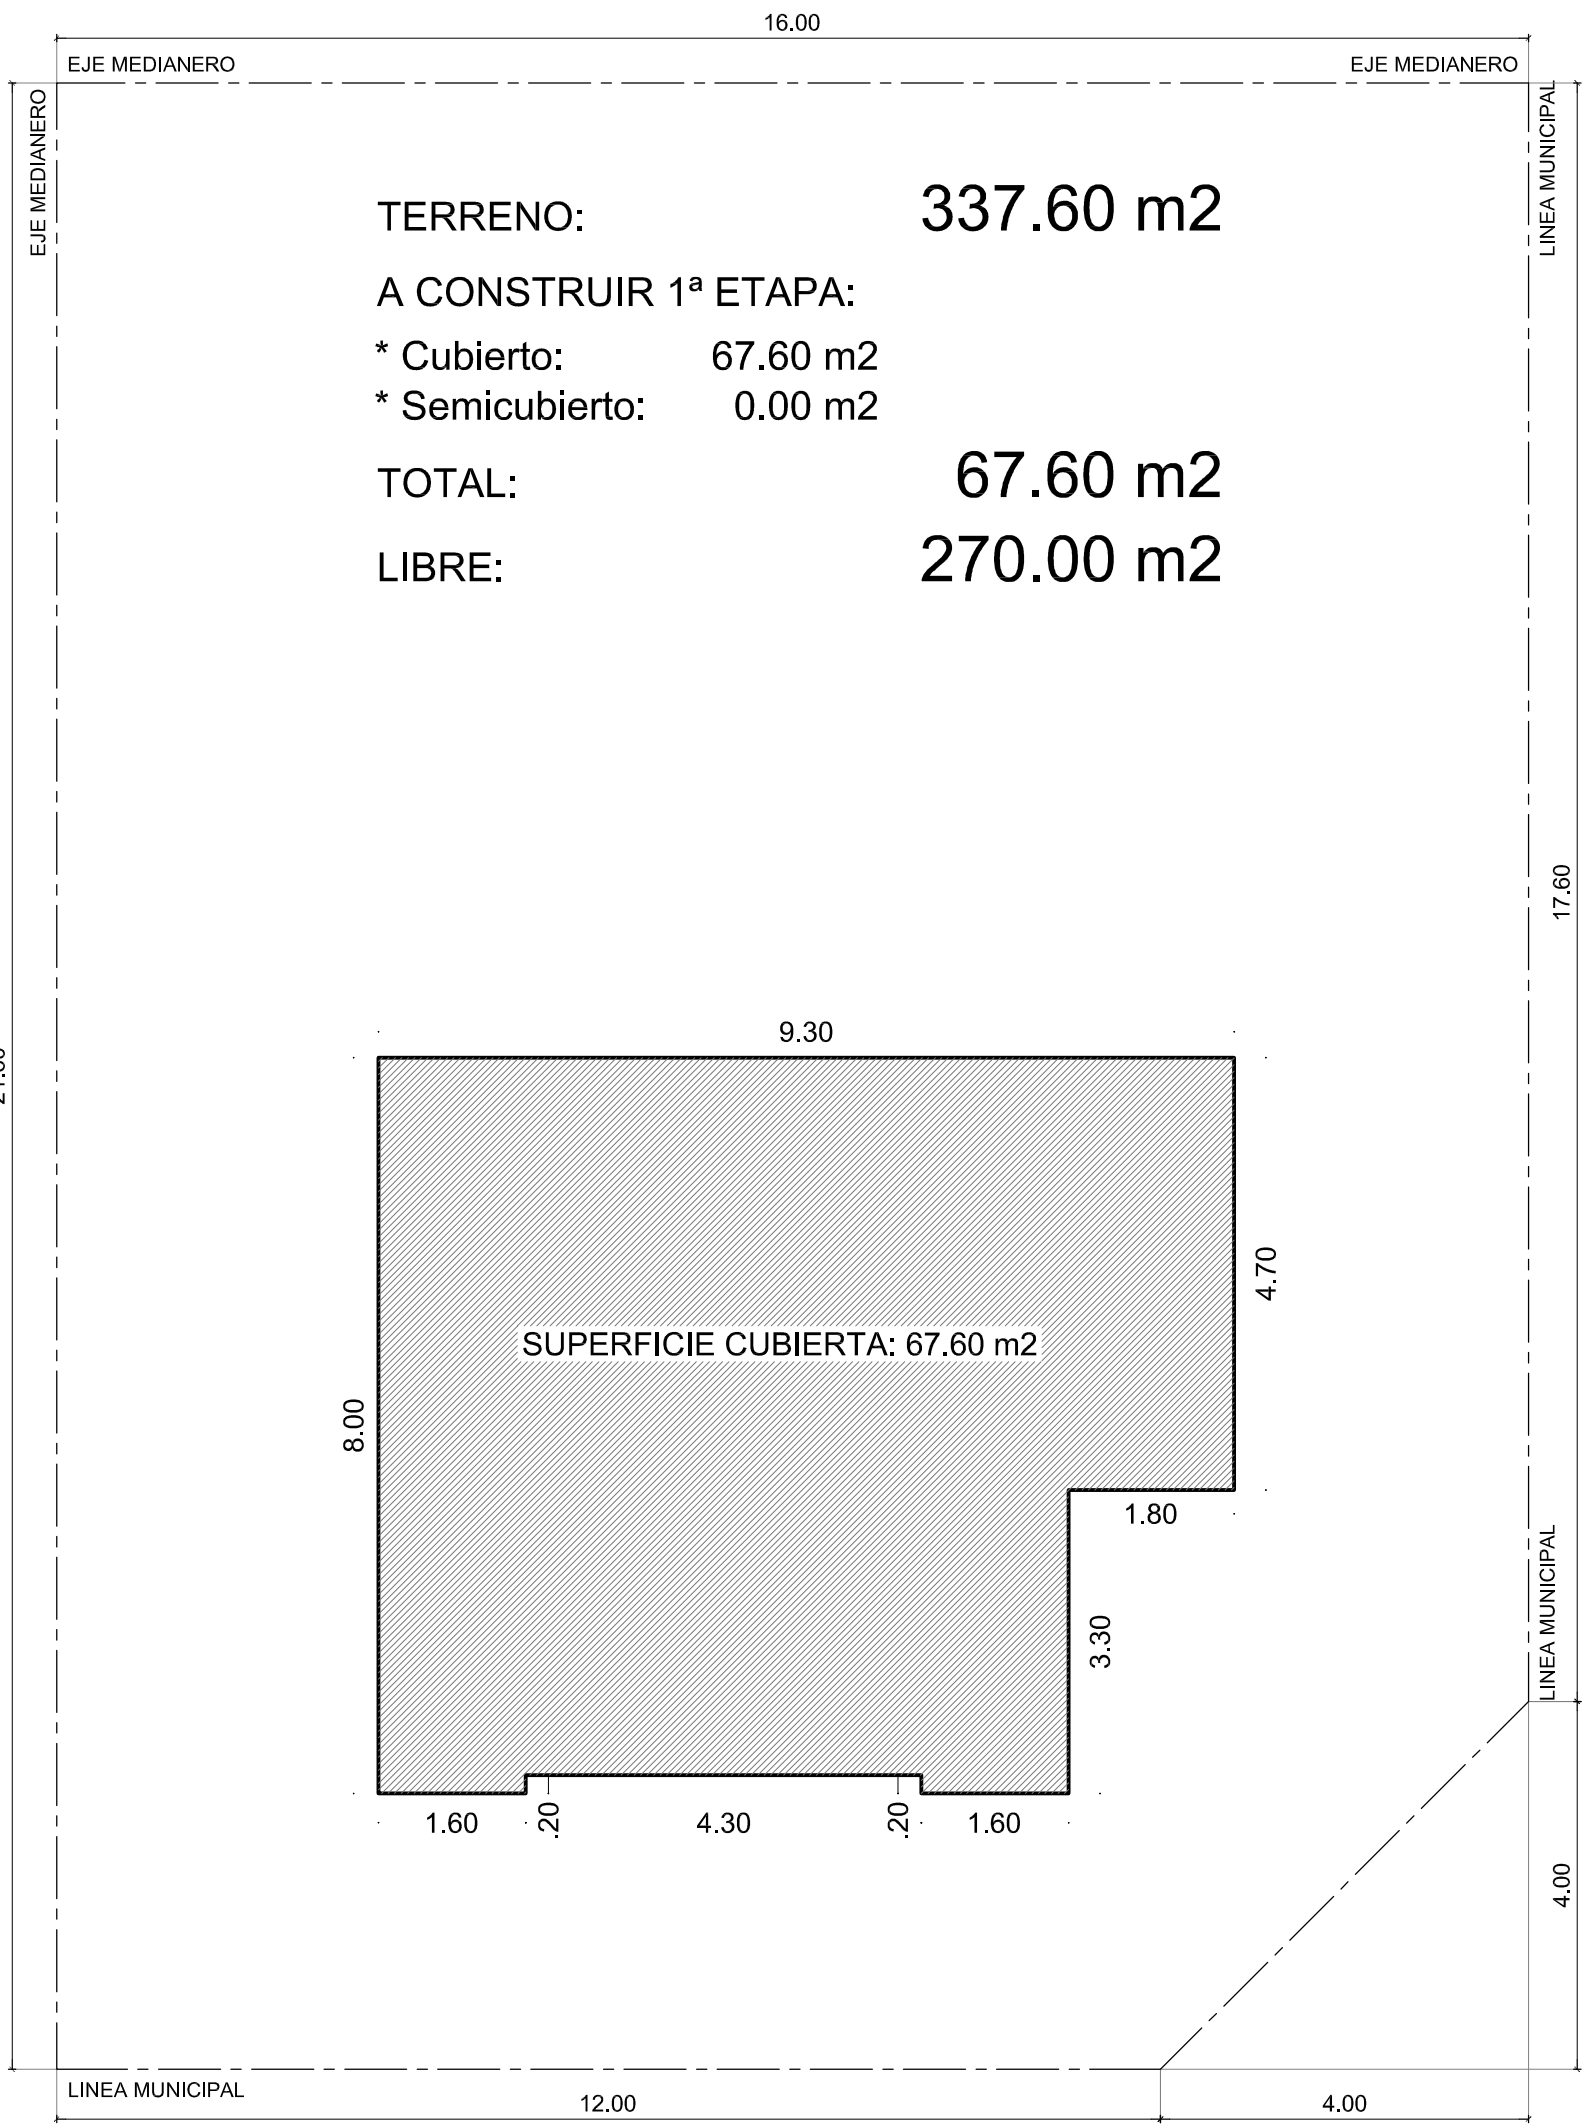 16.00
EJE MEDIANERO
EJE MEDIANERO
EJE MEDIANERO
LINEA MUNICIPAL
TERRENO: 337.60 m2
A CONSTRUIR 1ª ETAPA:
* Cubierto: 67.60 m2
* Semicubierto: 0.00 m2
TOTAL: 67.60 m2
LIBRE: 270.00 m2
17.60
9.30
4.70
SUPERFICIE CUBIERTA: 67.60 m2
8.00
1.80
LINEA MUNICIPAL
3.30
1.60
.20
4.30
.20
1.60
4.00
LINEA MUNICIPAL
12.00
4.00